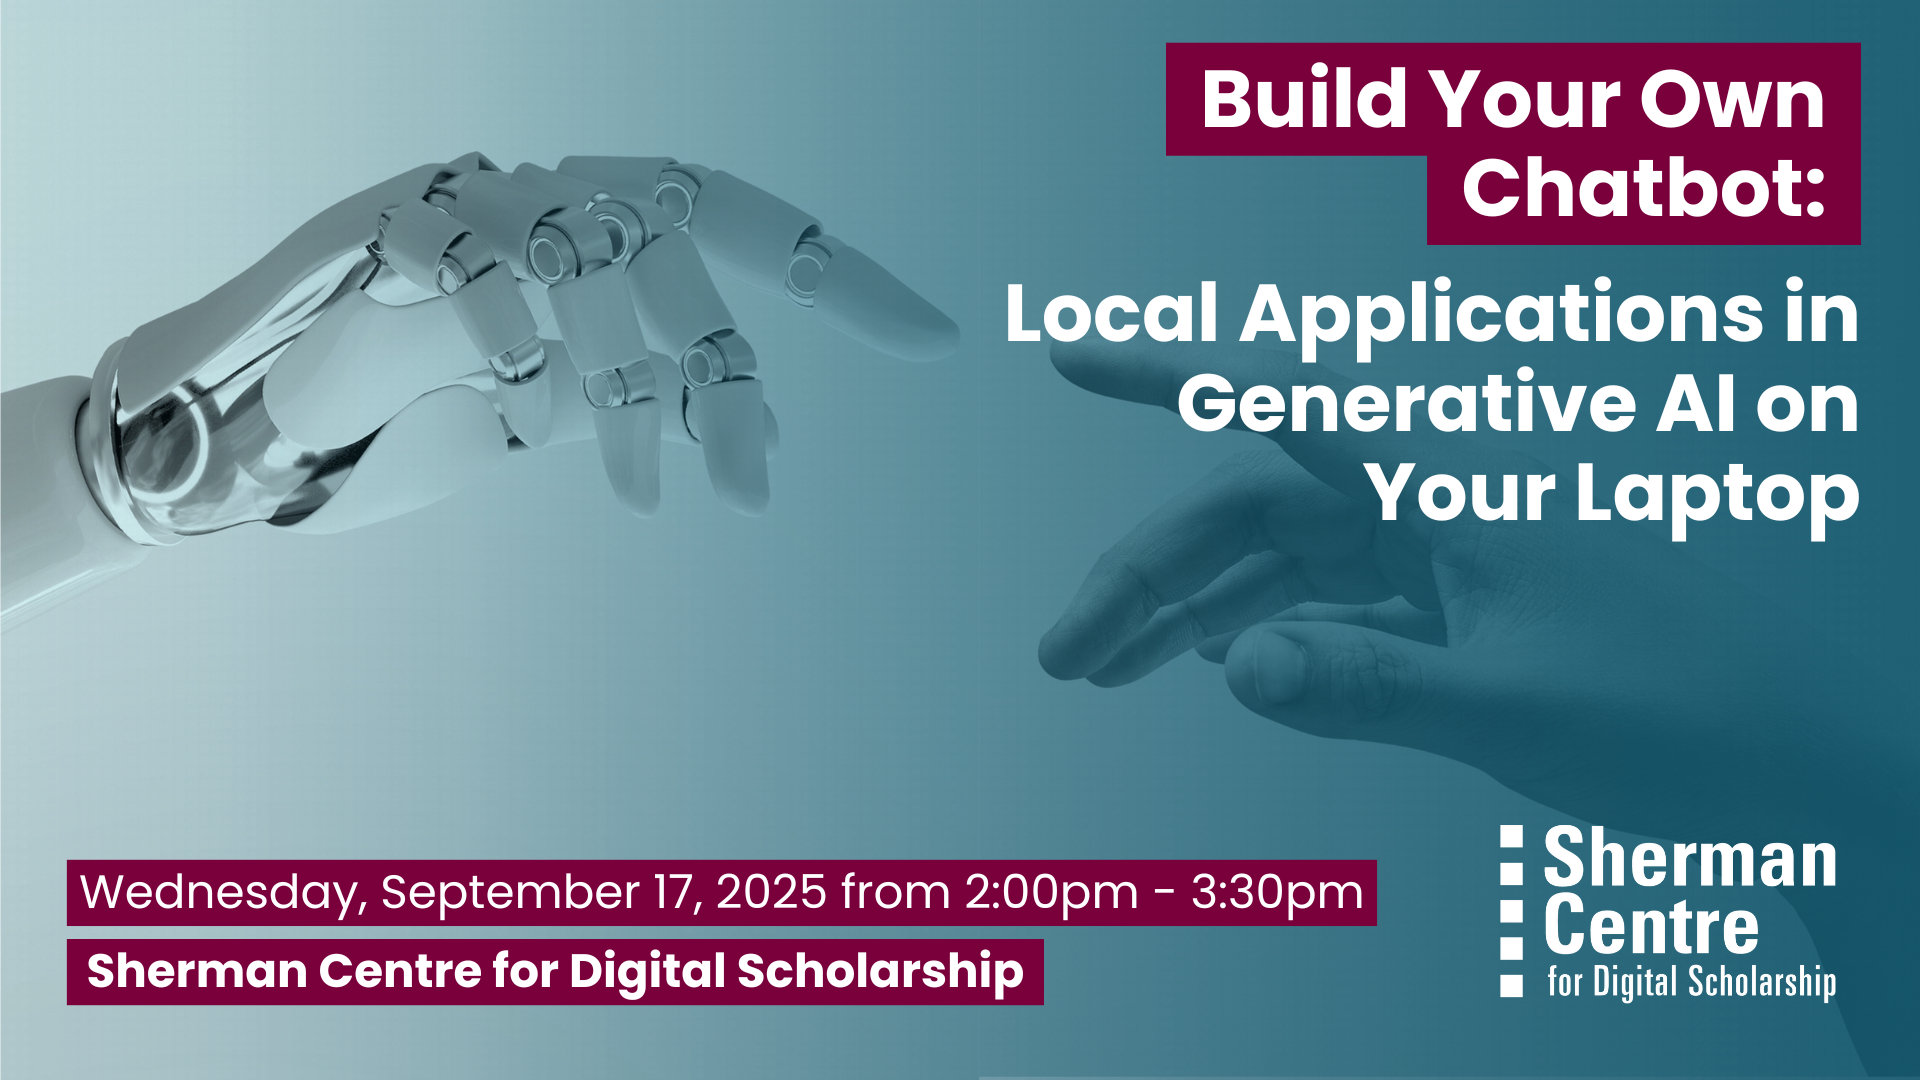 Build Your Own
Chatbot:
Local Applications in
Generative AI on
Your Laptop
Wednesday, September 17, 2025 from 2:00pm - 3:30pm
Sherman Centre for Digital Scholarship
Sherman
Centre
for Digital Scholarship